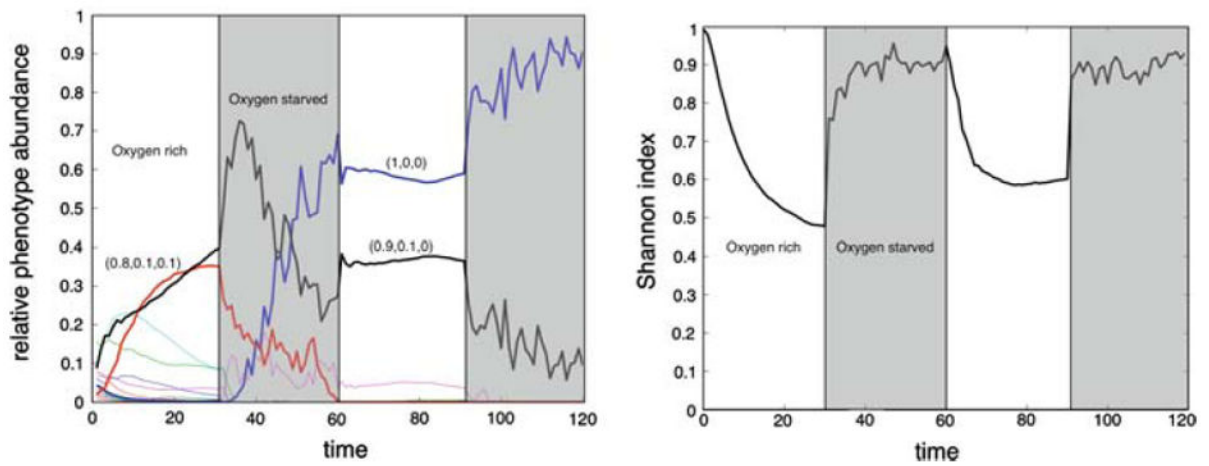 relative phenotype abundance
1
0.9
0.8
0.7
0.6
0.5
0.4
0.3
0.2
0.1
0
Oxygen rich
Oxygen starved
(1,0,0)
(0.8,0.1,0.1)
(0.9,0.1,0)
0 20 40 60 80 100 120
time
Shannon index
1
0.9
0.8
0.7
0.6
0.5
0.4
0.3
0.2
0.1
0
Oxygen rich
Oxygen starved
0 20 40 60 80 100 120
time